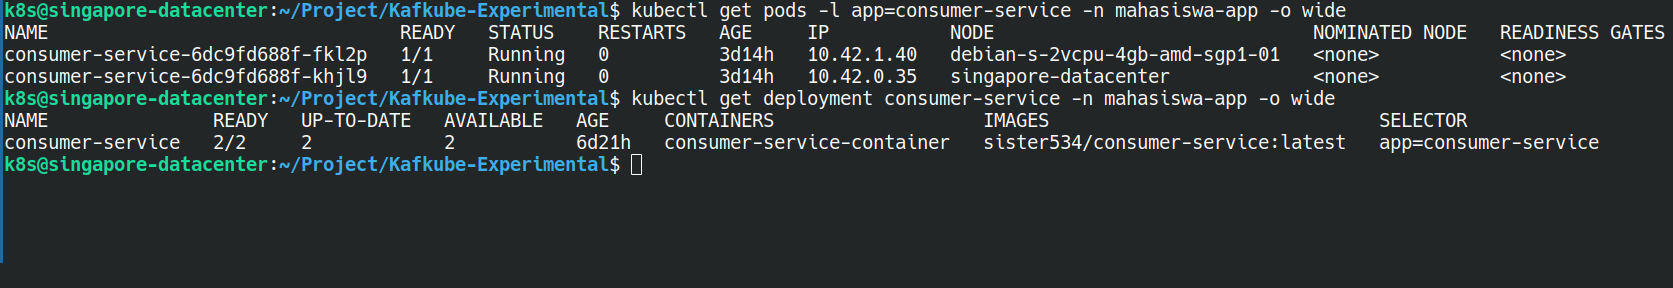 k8s@singapore-datacenter:~/Project/Kafkube-Experimental$ kubectl get pods -l app=consumer-service -n mahasiswa-app -o wide
NAME READY STATUS RESTARTS AGE IP NODE NOMINATED NODE READINESS GATES
consumer-service-6dc9fd688f-fkl2p 1/1 Running 0 3d14h 10.42.1.40 debian-s-2vcpu-4gb-amd-sgp1-01 <none> <none>
consumer-service-6dc9fd688f-khjl9 1/1 Running 0 3d14h 10.42.0.35 singapore-datacenter <none> <none>
k8s@singapore-datacenter:~/Project/Kafkube-Experimental$ kubectl get deployment consumer-service -n mahasiswa-app -o wide
NAME READY UP-TO-DATE AVAILABLE AGE CONTAINERS IMAGES SELECTOR
consumer-service 2/2 2 2 6d21h consumer-service-container sister534/consumer-service:latest app=consumer-service
k8s@singapore-datacenter:~/Project/Kafkube-Experimental$